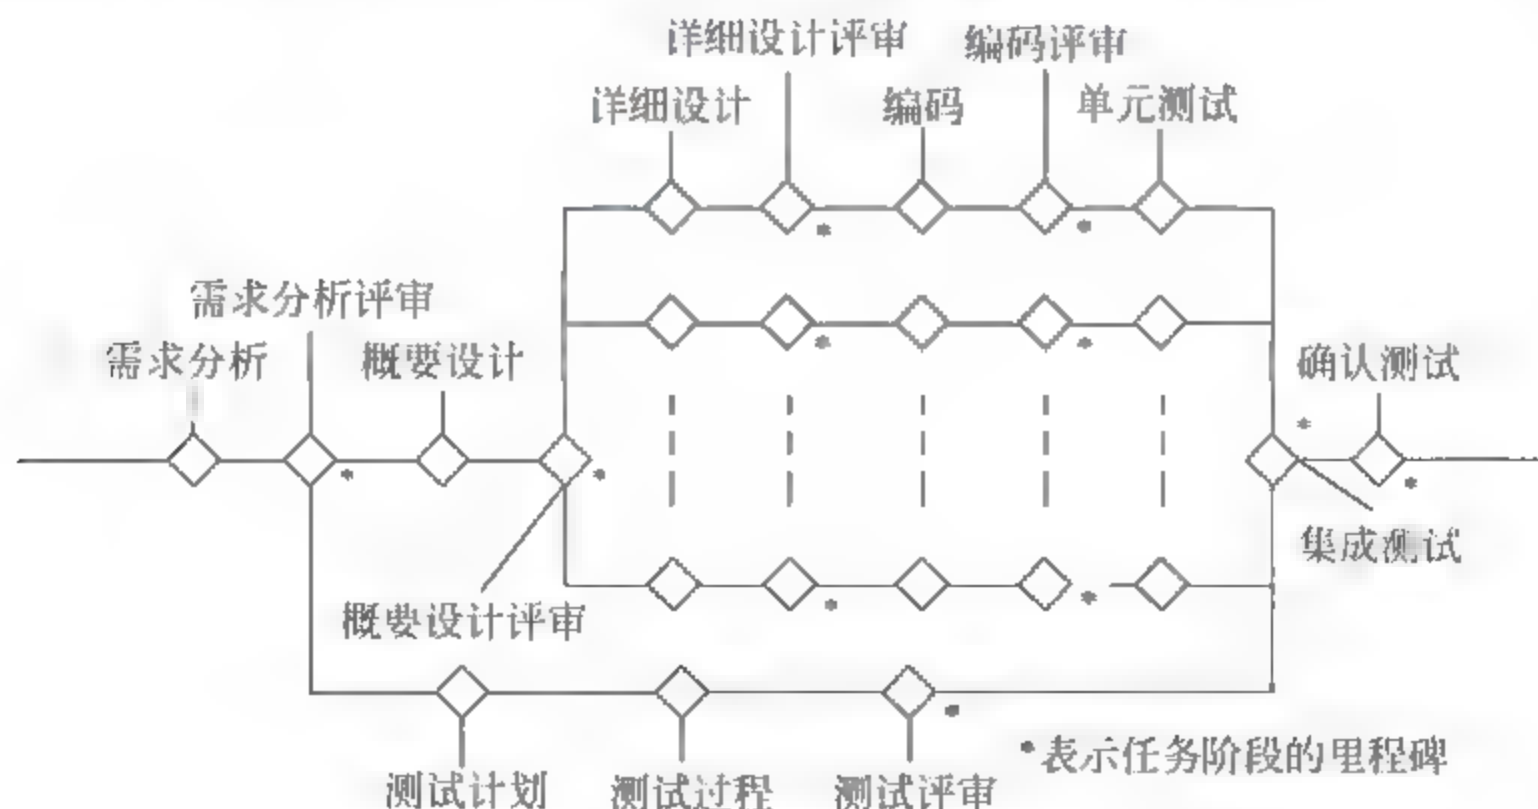 详细设计评审
编码评审
详细设计
编码
单元测试
需求分析评审
需求分析
概要设计
确认测试
集成测试
概要设计评审
*表示任务阶段的里程碑
测试计划
测试过程
测试评审